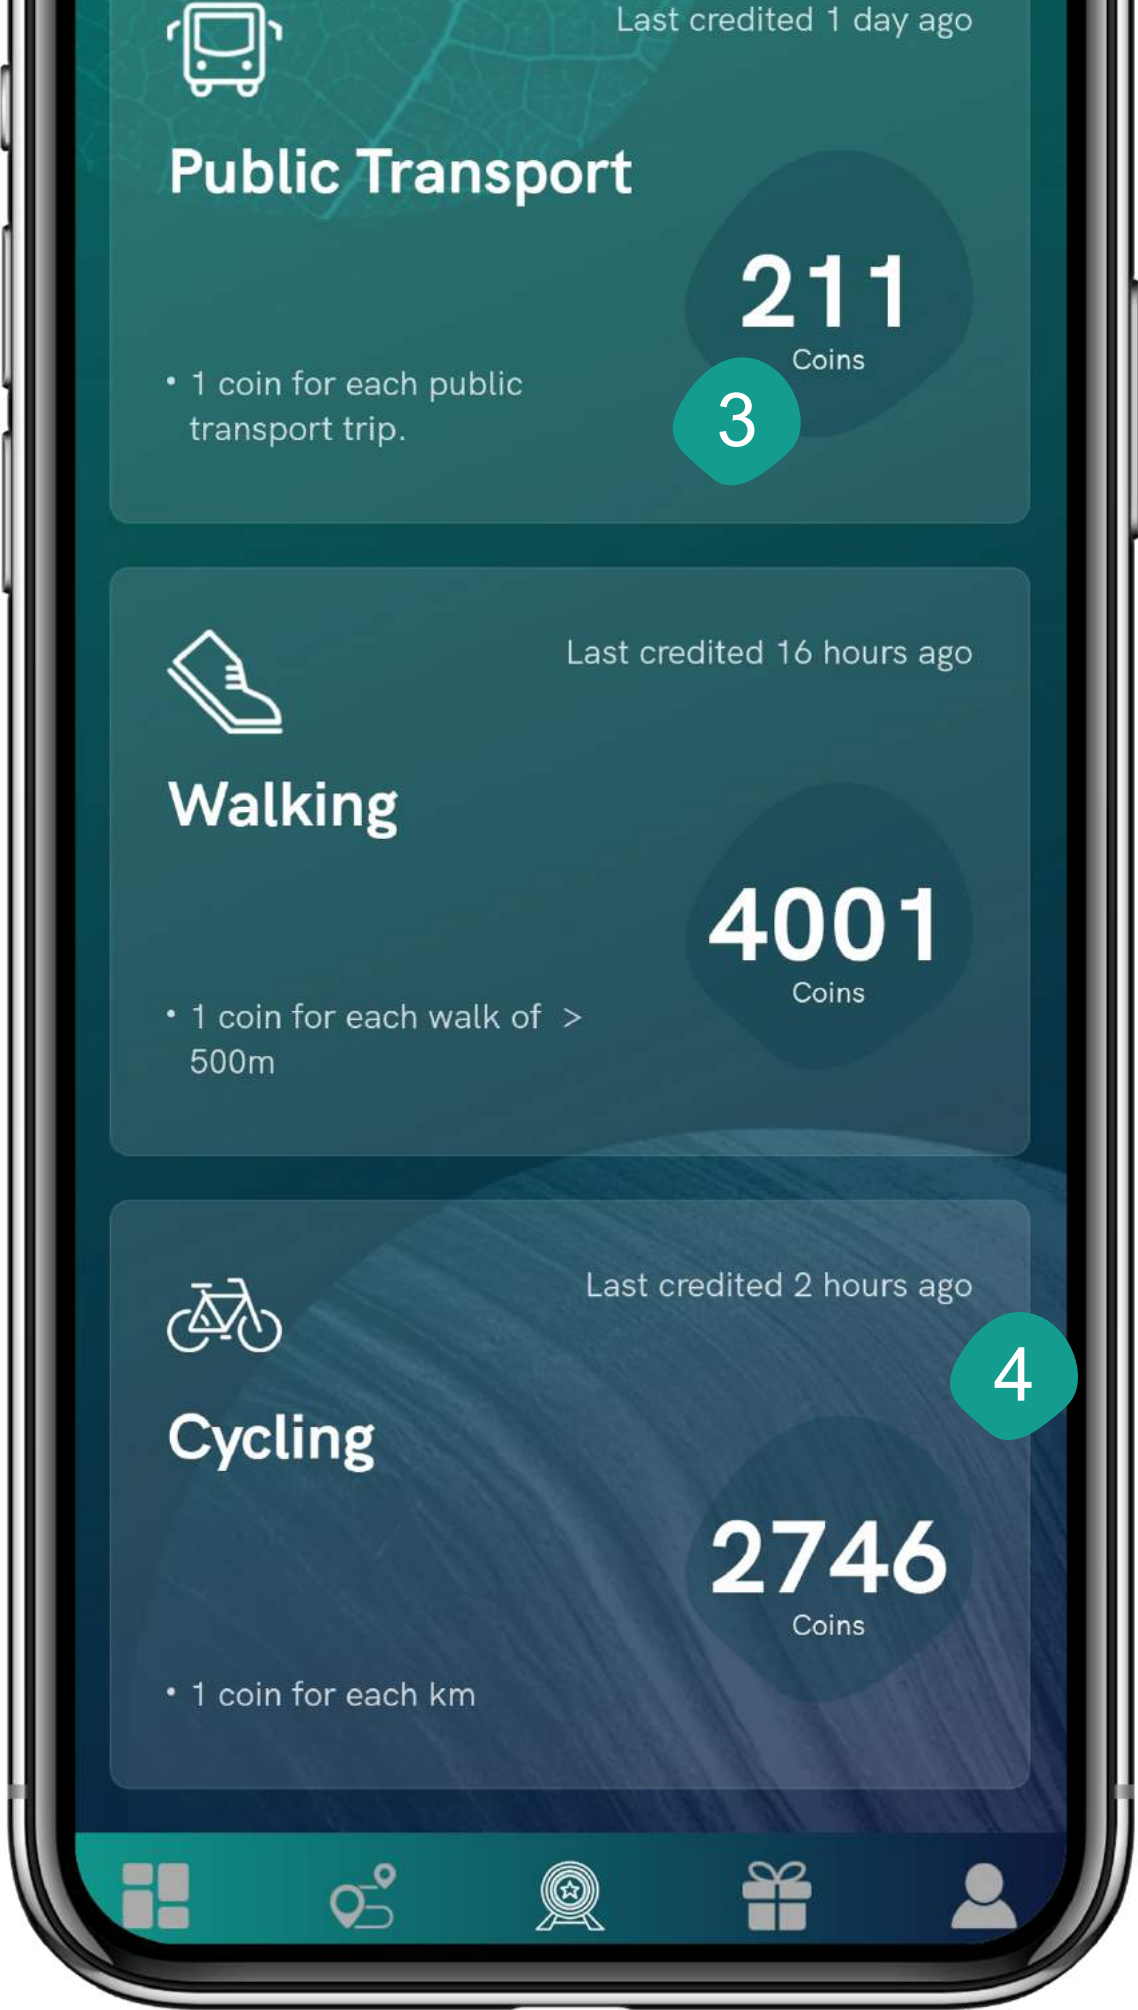 Last credited 1 day ago
Public Transport
211
Coins
• 1 coin for each public
transport trip.
3
Last credited 16 hours ago
Walking
4001
Coins
• 1 coin for each walk of >
500m
Last credited 2 hours ago
4
Cycling
2746
Coins
• 1 coin for each km